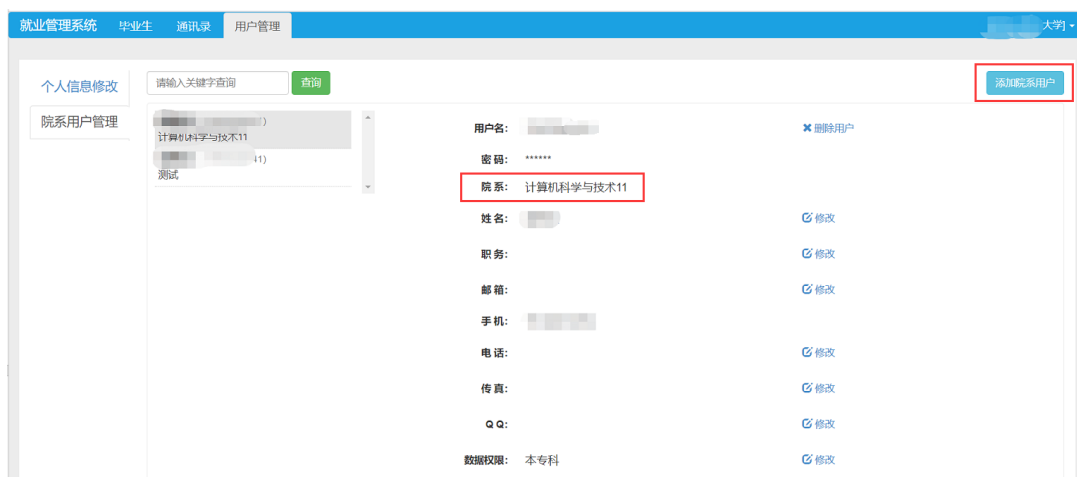 就业管理系统 毕业生 通讯录 用户管理 大学]
个人信息修改 请输入关键字查询 查询 添加院系用户
院系用户管理
计算机科学与技术11
测试
用户名: 删除用户
密码: ******
院系: 计算机科学与技术11
姓名: 修改
职务: 修改
邮箱: 修改
手机:
电话: 修改
传真: 修改
QQ: 修改
数据权限: 本专科 修改